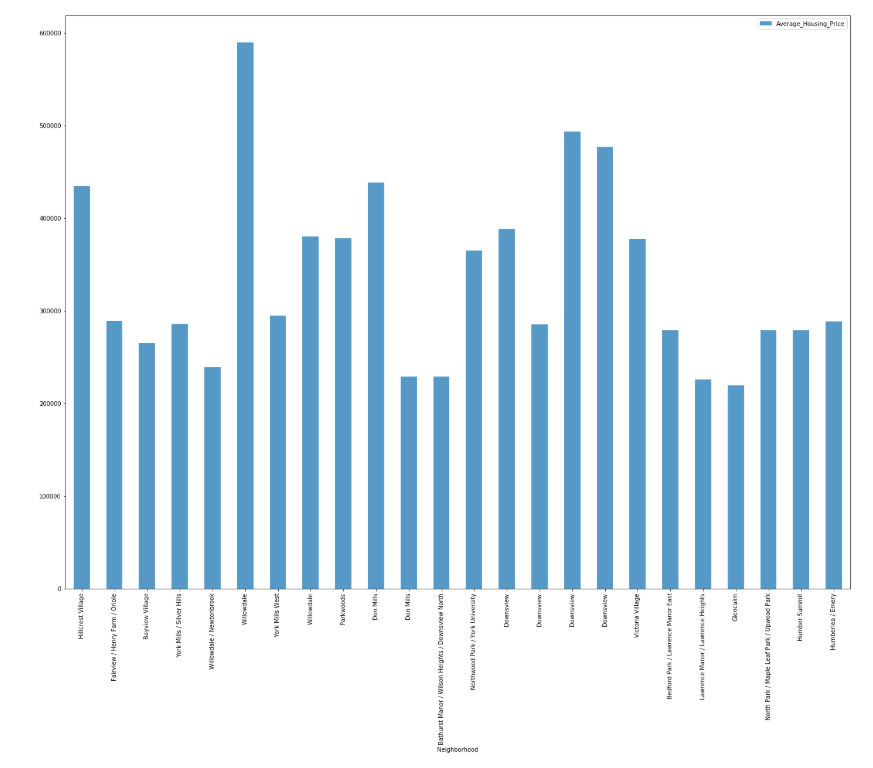 Average_Housing_Price
600000
500000
400000
300000
200000
100000
0
Hillcrest Village
Fairview / Henry Farm / Oriole
Bayview Village
York Mills / Silver Hills
Willowdale / Newtonbrook
Willowdale
York Mills West
Willowdale
Parkwoods
Don Mills
Don Mills
Bathurst Manor / Wilson Heights / Downsview North
Northwood Park / York University
Downsview
Downsview
Downsview
Downsview
Victoria Village
Bedford Park / Lawrence Manor East
Lawrence Manor / Lawrence Heights
Glencairn
North Park / Maple Leaf Park / Upwood Park
Humber Summit
Humberlea / Emery
Neighborhood